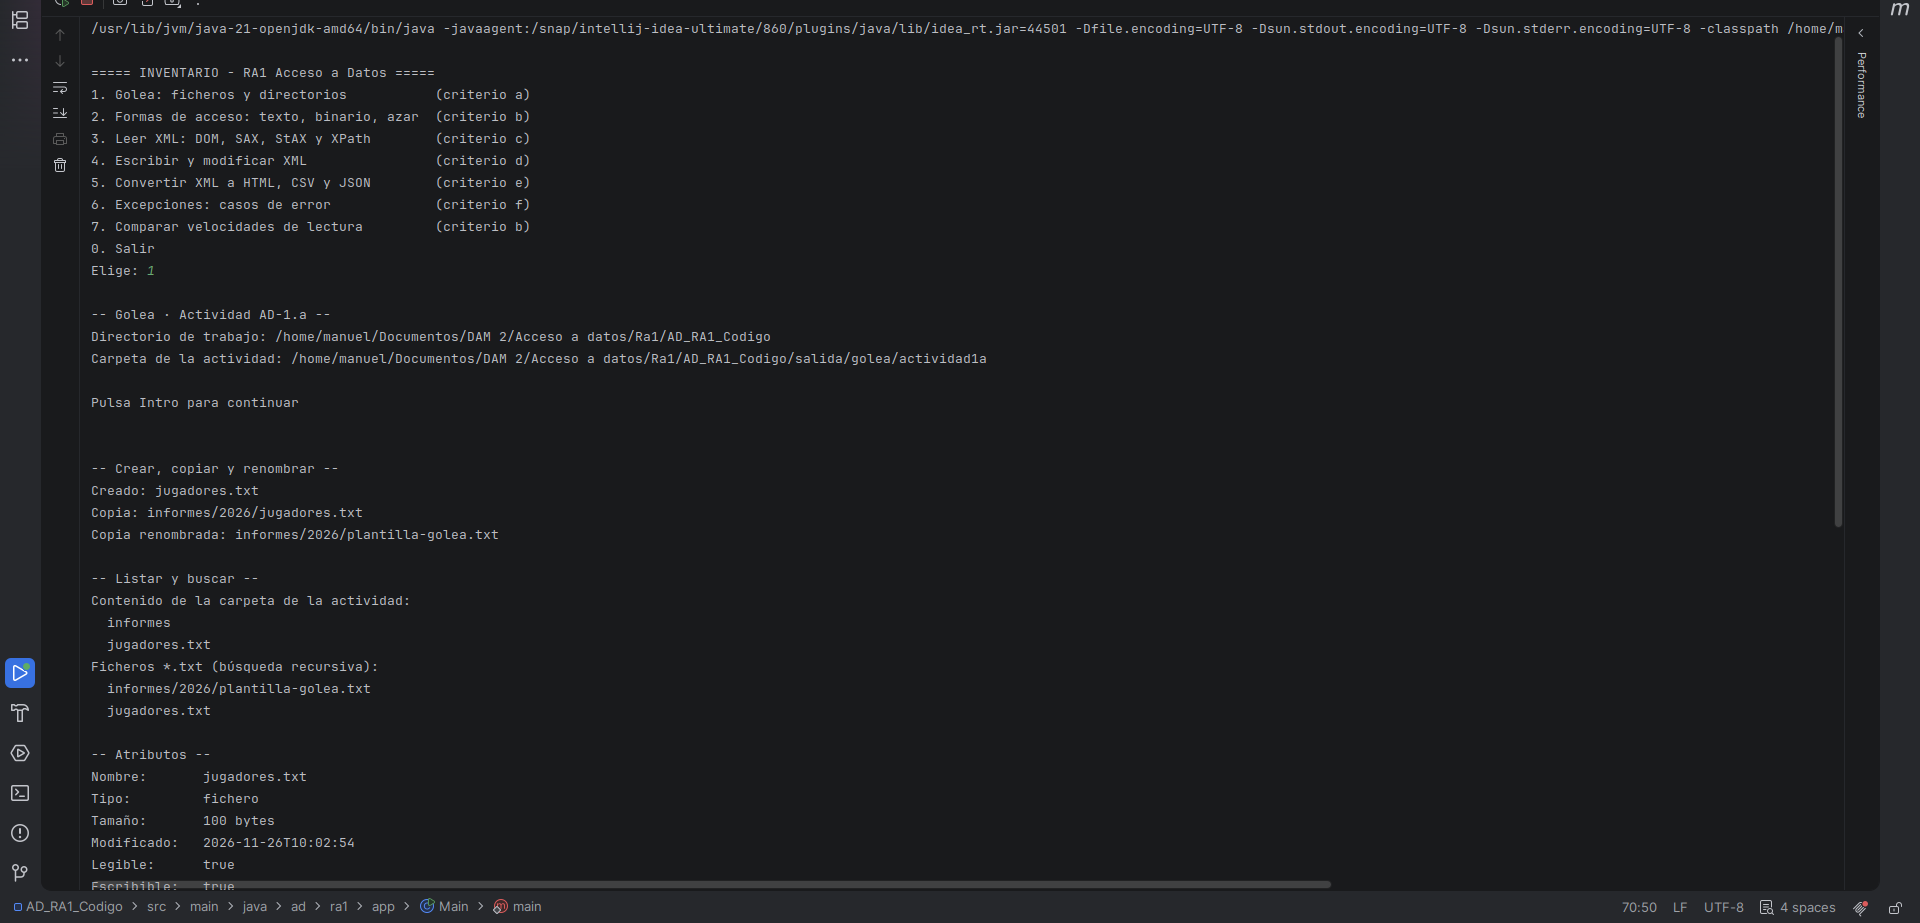 /usr/lib/jvm/java-21-openjdk-amd64/bin/java -javaagent:/snap/intellij-idea-ultimate/860/plugins/java/lib/idea_rt.jar=44501 -Dfile.encoding=UTF-8 -Dsun.stdout.encoding=UTF-8 -Dsun.stderr.encoding=UTF-8 -classpath /home/m
===== INVENTARIO - RA1 Acceso a Datos =====
1. Golea: ficheros y directorios (criterio a)
2. Formas de acceso: texto, binario, azar (criterio b)
3. Leer XML: DOM, SAX, StAX y XPath (criterio c)
4. Escribir y modificar XML (criterio d)
5. Convertir XML a HTML, CSV y JSON (criterio e)
6. Excepciones: casos de error (criterio f)
7. Comparar velocidades de lectura (criterio b)
0. Salir
Elige: 1
-- Golea · Actividad AD-1.a --
Directorio de trabajo: /home/manuel/Documentos/DAM 2/Acceso a datos/Ra1/AD_RA1_Codigo
Carpeta de la actividad: /home/manuel/Documentos/DAM 2/Acceso a datos/Ra1/AD_RA1_Codigo/salida/golea/actividad1a
Pulsa Intro para continuar
-- Crear, copiar y renombrar --
Creado: jugadores.txt
Copia: informes/2026/jugadores.txt
Copia renombrada: informes/2026/plantilla-golea.txt
-- Listar y buscar --
Contenido de la carpeta de la actividad:
informes
jugadores.txt
Ficheros *.txt (búsqueda recursiva):
informes/2026/plantilla-golea.txt
jugadores.txt
-- Atributos --
Nombre: jugadores.txt
Tipo: fichero
Tamaño: 100 bytes
Modificado: 2026-11-26T10:02:54
Legible: true
Escribible: true
m
Performance
AD_RA1_Codigo > src > main > java > ad > ra1 > app > Main > main
70:50 LF UTF-8 4 spaces